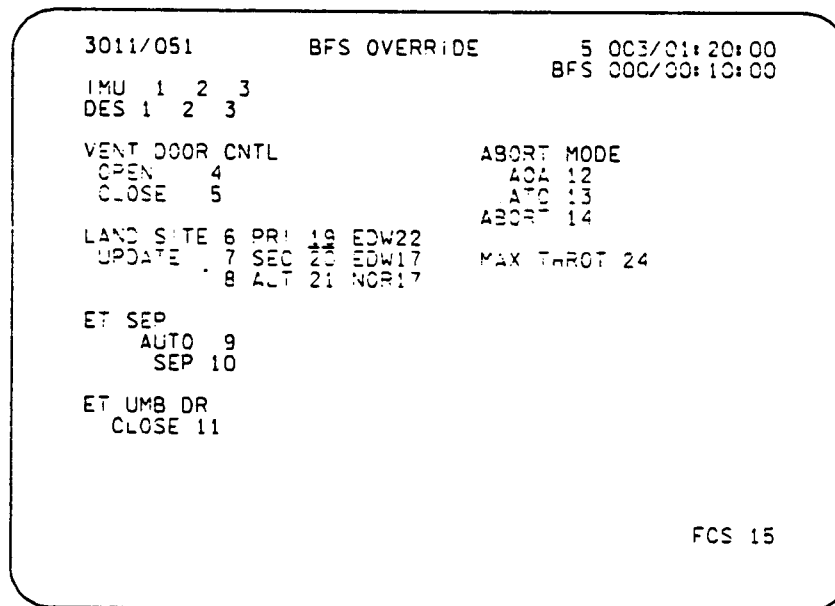 3011/051 BFS OVERRIDE 5 003/01:20:00
BFS 000/00:10:00
IMU 1 2 3
DES 1 2 3
VENT DOOR CNTL ABORT MODE
OPEN 4 AOA 12
CLOSE 5 ATO 13
ABORT 14
LAND SITE 6 PRI 19 EDW22
UPDATE 7 SEC 20 EDW17 MAX THROT 24
8 ALT 21 NOR17
ET SEP
AUTO 9
SEP 10
ET UMB DR
CLOSE 11
FCS 15